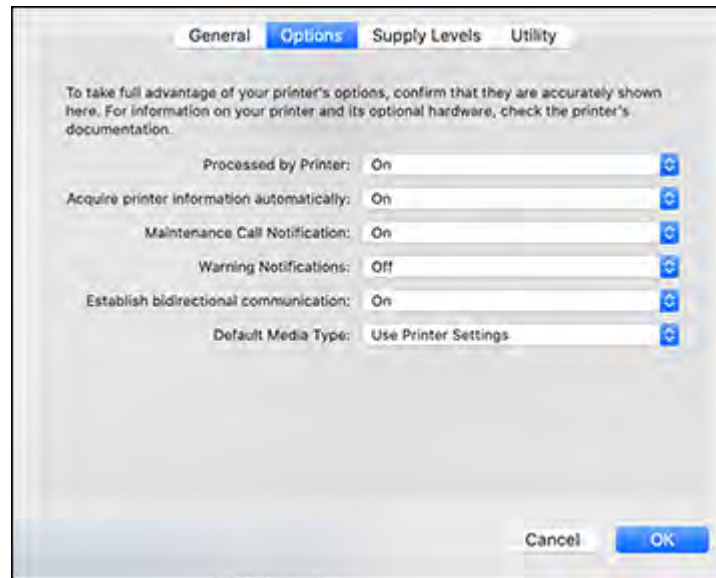 General Options Supply Levels Utility
To take full advantage of your printer's options, confirm that they are accurately shown
here. For information on your printer and its optional hardware, check the printer's
documentation.
Processed by Printer: On
Acquire printer information automatically: On
Maintenance Call Notification: On
Warning Notifications: Off
Establish bidirectional communication: On
Default Media Type: Use Printer Settings
Cancel OK